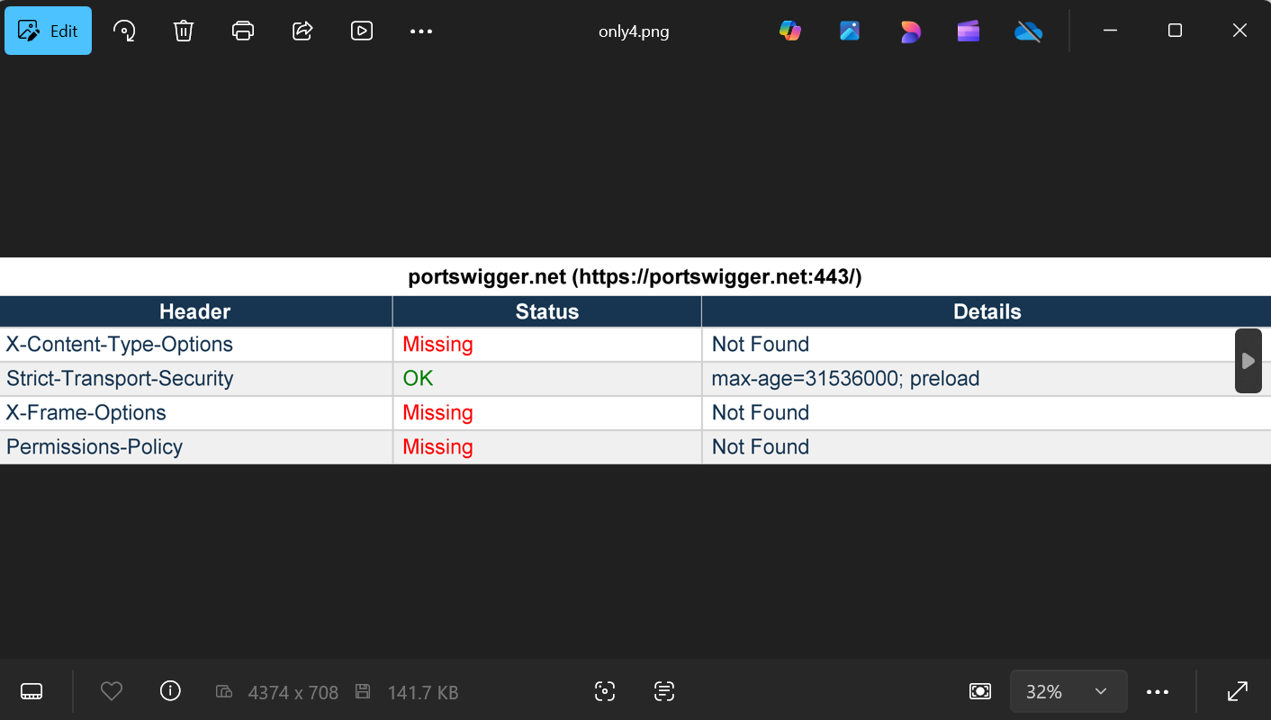 Edit
only4.png
portswigger.net (https://portswigger.net:443/)
Header Status Details
X-Content-Type-Options Missing Not Found
Strict-Transport-Security OK max-age=31536000; preload
X-Frame-Options Missing Not Found
Permissions-Policy Missing Not Found
4374 x 708 141.7 KB 32%